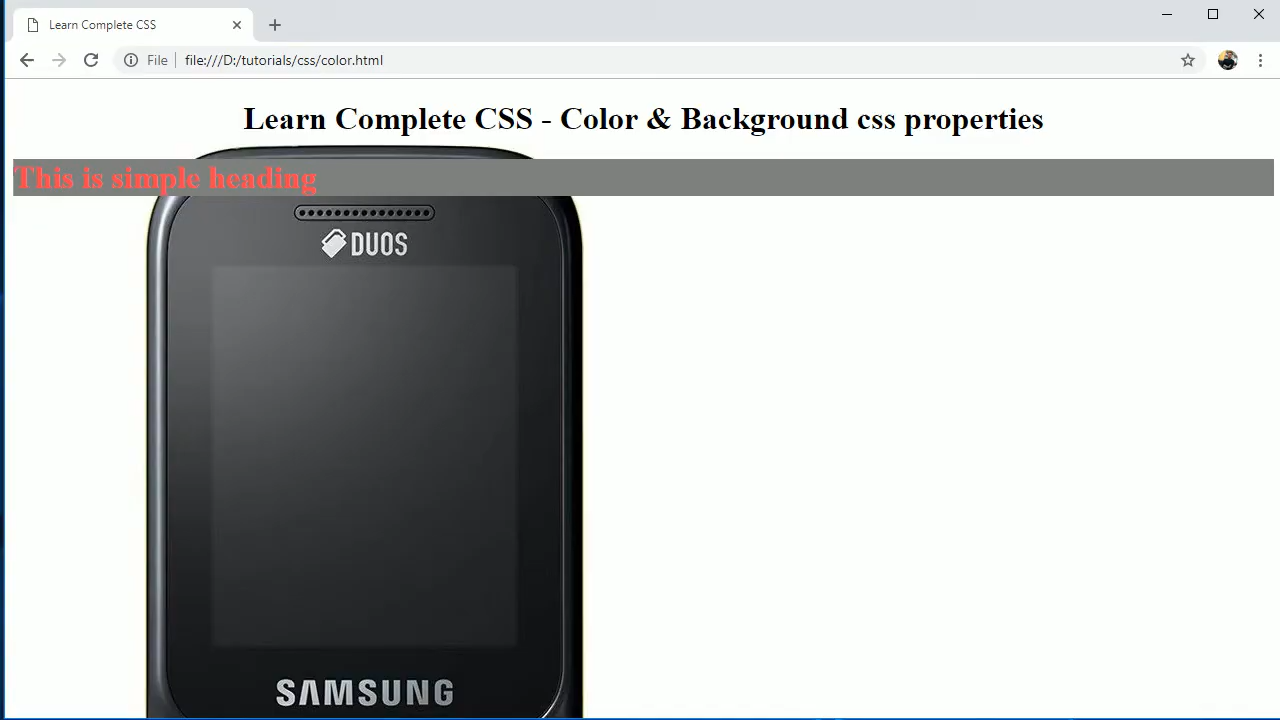 Learn Complete CSS
File
file:///D:/tutorials/css/color.html
Learn Complete CSS - Color & Background css properties
This is simple heading
DUOS
SAMSUNG